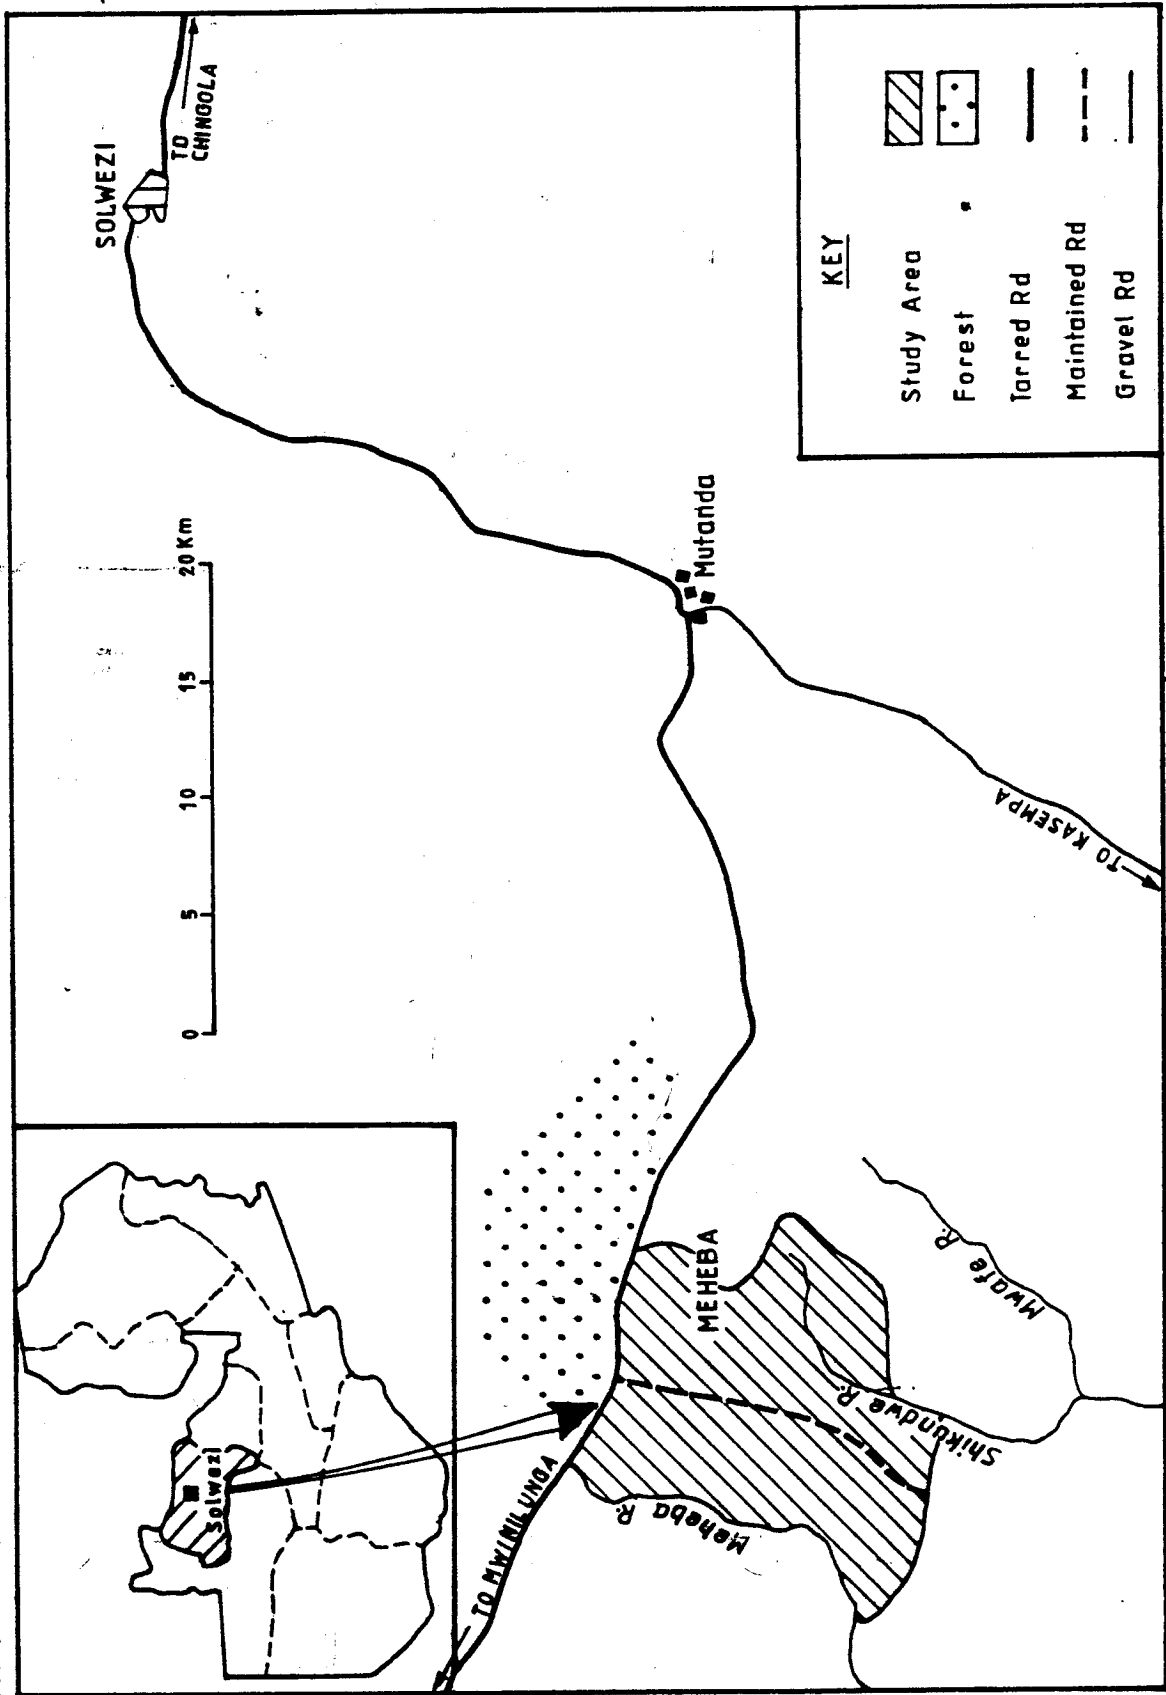 Solwezi
SOLWEZI
TO
CHINGOLA
0 5 10 15 20 Km
Mutanda
TO MWINILUNGA
MEHEBA
Meheba R.
Shikundwe R.
Mwafe R.
TO KASEMPA
KEY
Study Area
Forest
Tarred Rd
Maintained Rd
Gravel Rd